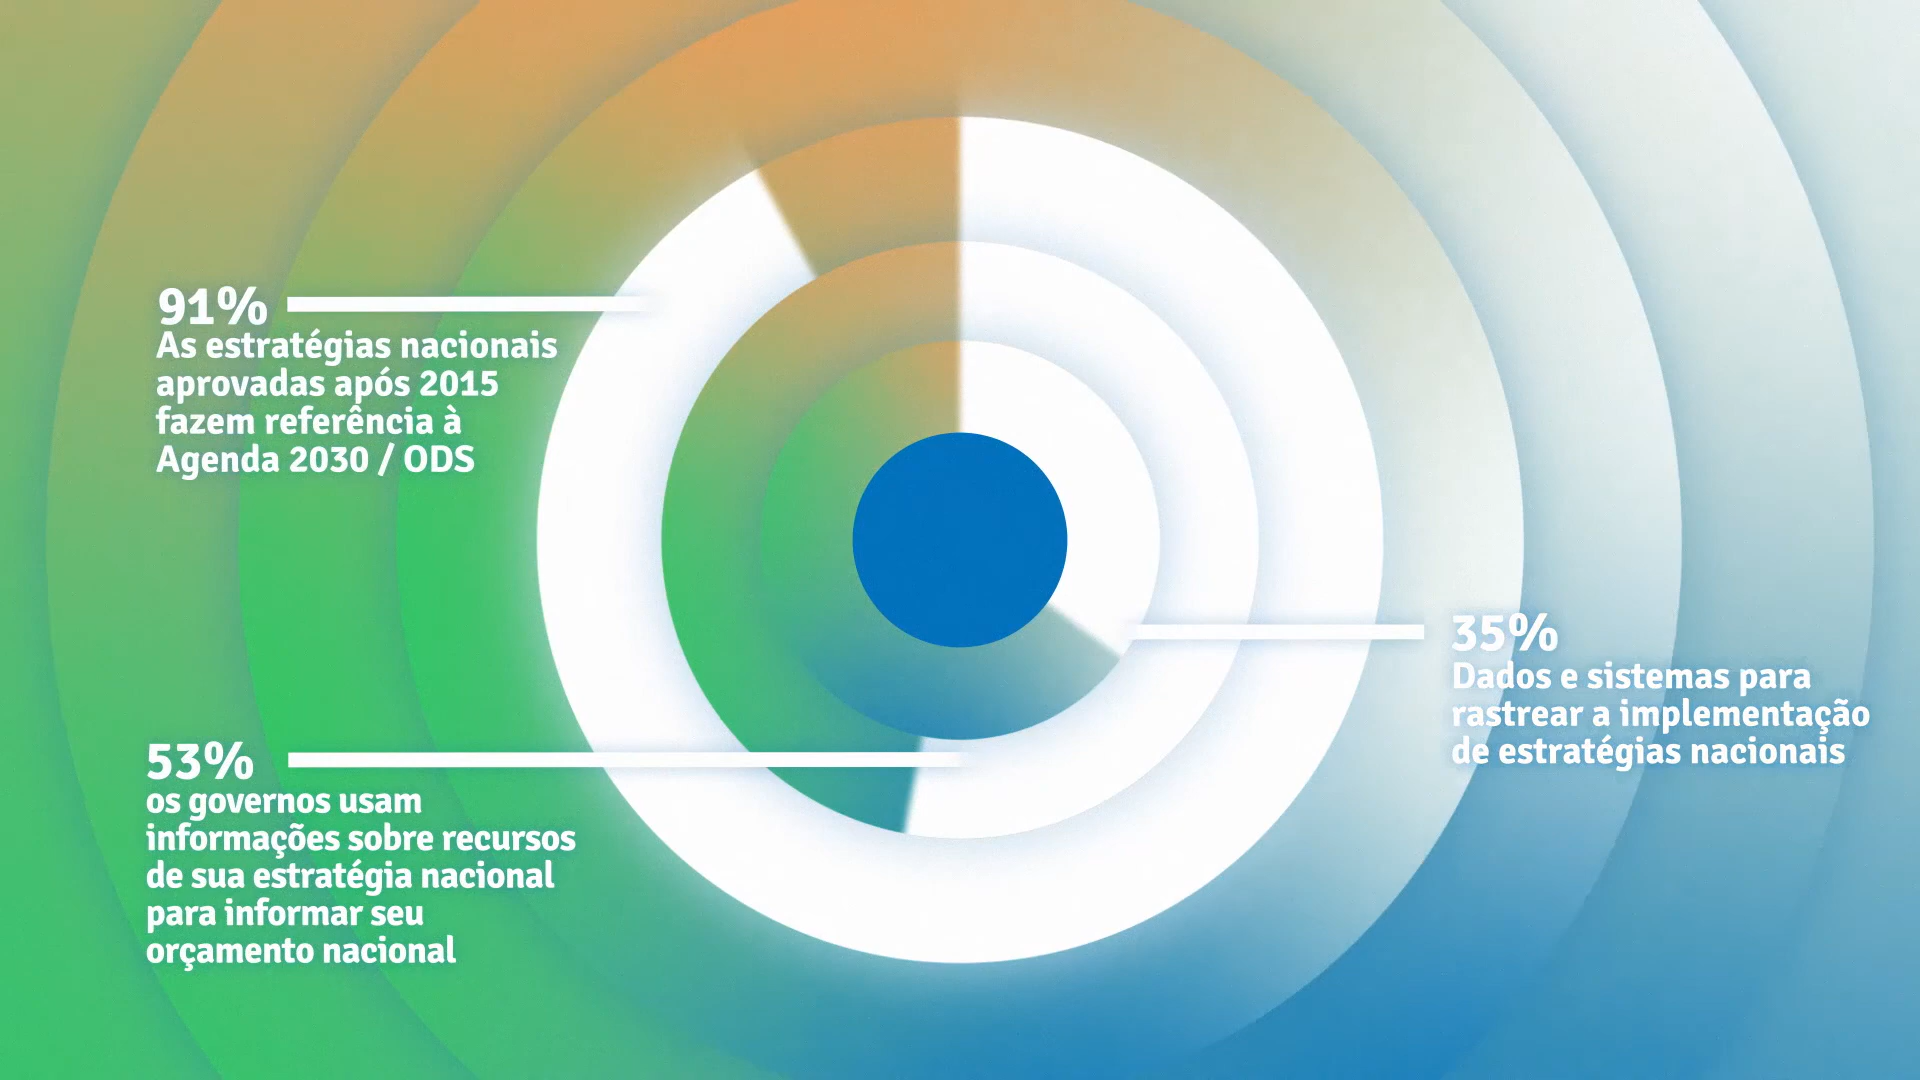 91%
As estratégias nacionais
aprovadas após 2015
fazem referência à
Agenda 2030 / ODS
53%
os governos usam
informações sobre recursos
de sua estratégia nacional
para informar seu
orçamento nacional
35%
Dados e sistemas para
rastrear a implementação
de estratégias nacionais